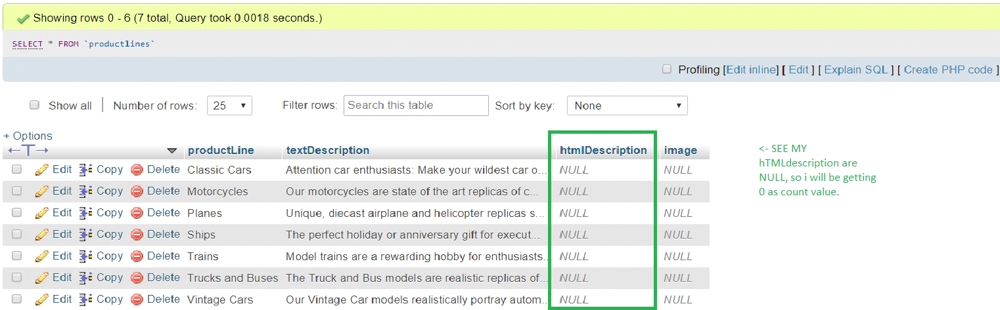 Showing rows 0 - 6 (7 total, Query took 0.0018 seconds.)
SELECT * FROM `productlines`
Profiling [Edit inline] [ Edit ] [ Explain SQL ] [ Create PHP code ]
Show all | Number of rows: 25 Filter rows: Search this table Sort by key: None
+ Options
←T→ productLine textDescription htmlDescription image
Edit Copy Delete Classic Cars Attention car enthusiasts: Make your wildest car o... NULL NULL
Edit Copy Delete Motorcycles Our motorcycles are state of the art replicas of c... NULL NULL
Edit Copy Delete Planes Unique, diecast airplane and helicopter replicas s... NULL NULL
Edit Copy Delete Ships The perfect holiday or anniversary gift for execut... NULL NULL
Edit Copy Delete Trains Model trains are a rewarding hobby for enthusiasts... NULL NULL
Edit Copy Delete Trucks and Buses The Truck and Bus models are realistic replicas of... NULL NULL
Edit Copy Delete Vintage Cars Our Vintage Car models realistically portray autom... NULL NULL
<- SEE MY
hTMLdescription are
NULL, so i will be getting
0 as count value.